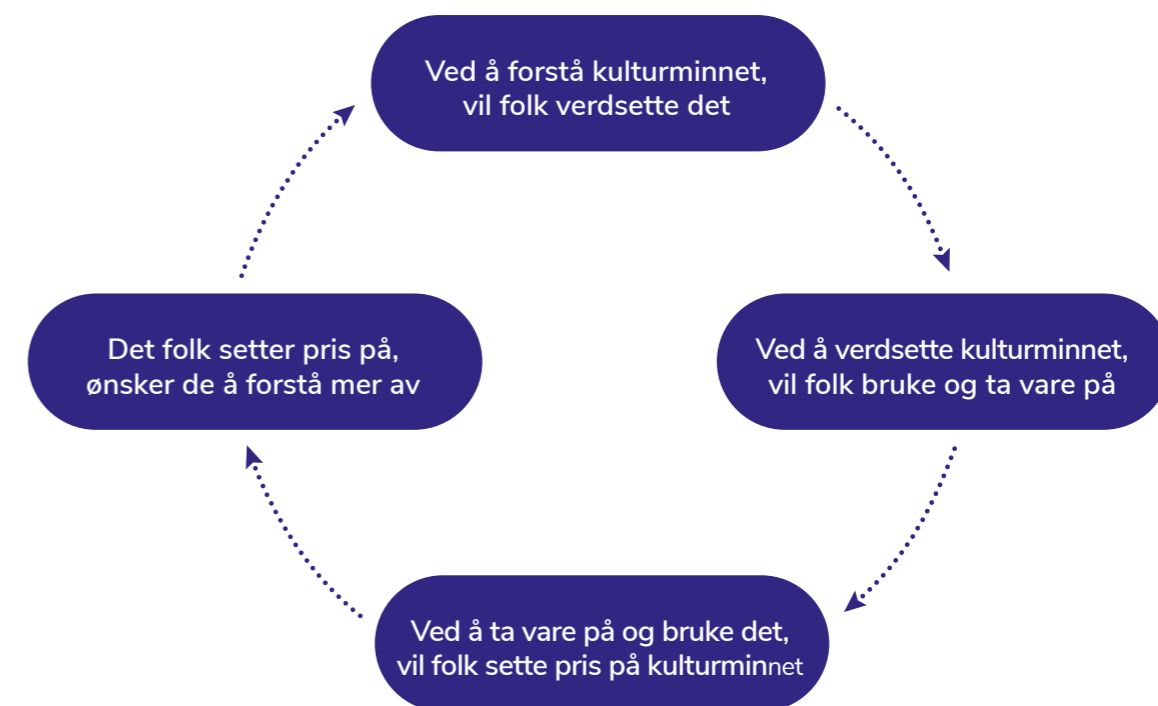 Ved å forstå kulturminnet,
vil folk verdsette det
Ved å verdsette kulturminnet,
vil folk bruke og ta vare på
Ved å ta vare på og bruke det,
vil folk sette pris på kulturminnet
Det folk setter pris på,
ønsker de å forstå mer av